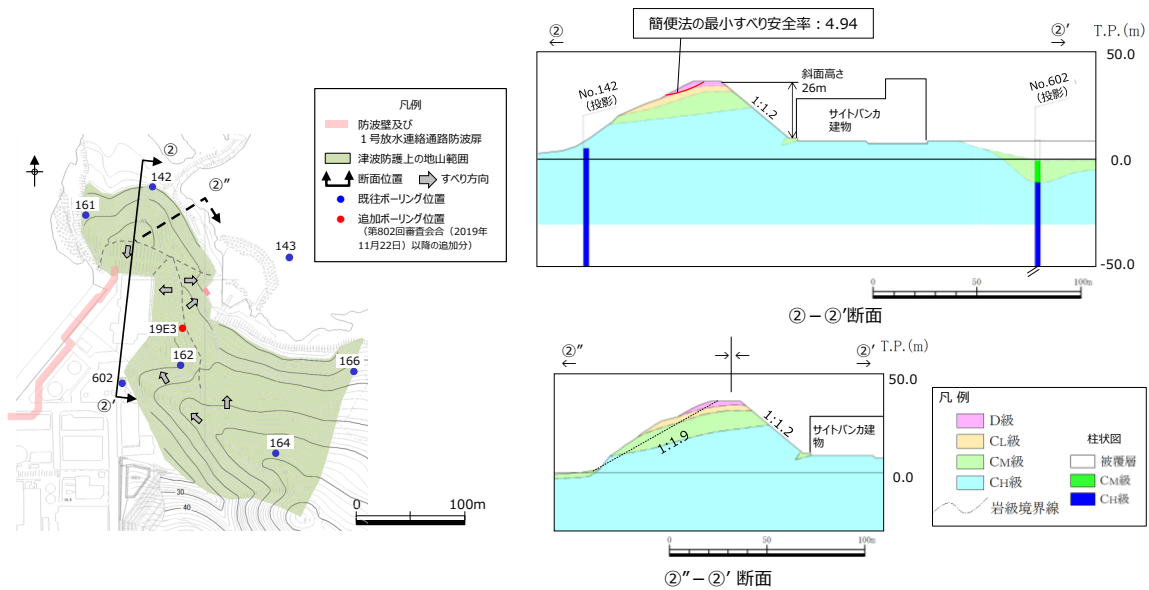 凡例
防波壁及び
１号放水連絡通路防波扉
津波防護上の地山範囲
断面位置
すべり方向
既往ボーリング位置
追加ボーリング位置
（第802回審査会合（2019年
11月22日）以降の追加分）
②
142
②″
161
143
19E3
162
166
602
②′
164
30
40
0
100m
簡便法の最小すべり安全率：4.94
②
②′
T.P.(m)
50.0
No.142
(投影)
斜面高さ
26m
1:1.2
サイトバンカ
建物
No.602
(投影)
0.0
-50.0
0
50
100m
②－②′断面
②″
②′
T.P.(m)
50.0
1:1.9
1:1.2
サイトバンカ建
物
0.0
0
50
100m
②″－②′ 断面
凡 例
D級
CL級
CM級
CH級
岩級境界線
柱状図
被覆層
CM級
CH級